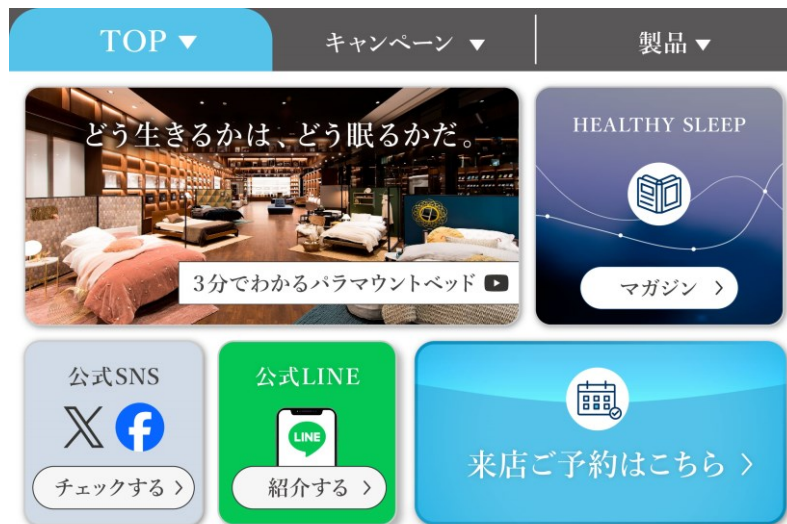 TOP ▼
キャンペーン ▼
製品 ▼
どう生きるかは、どう眠るかだ。
3分でわかるパラマウントベッド
HEALTHY SLEEP
マガジン 〉
公式SNS
チェックする 〉
公式LINE
LINE
紹介する 〉
来店ご予約はこちら 〉